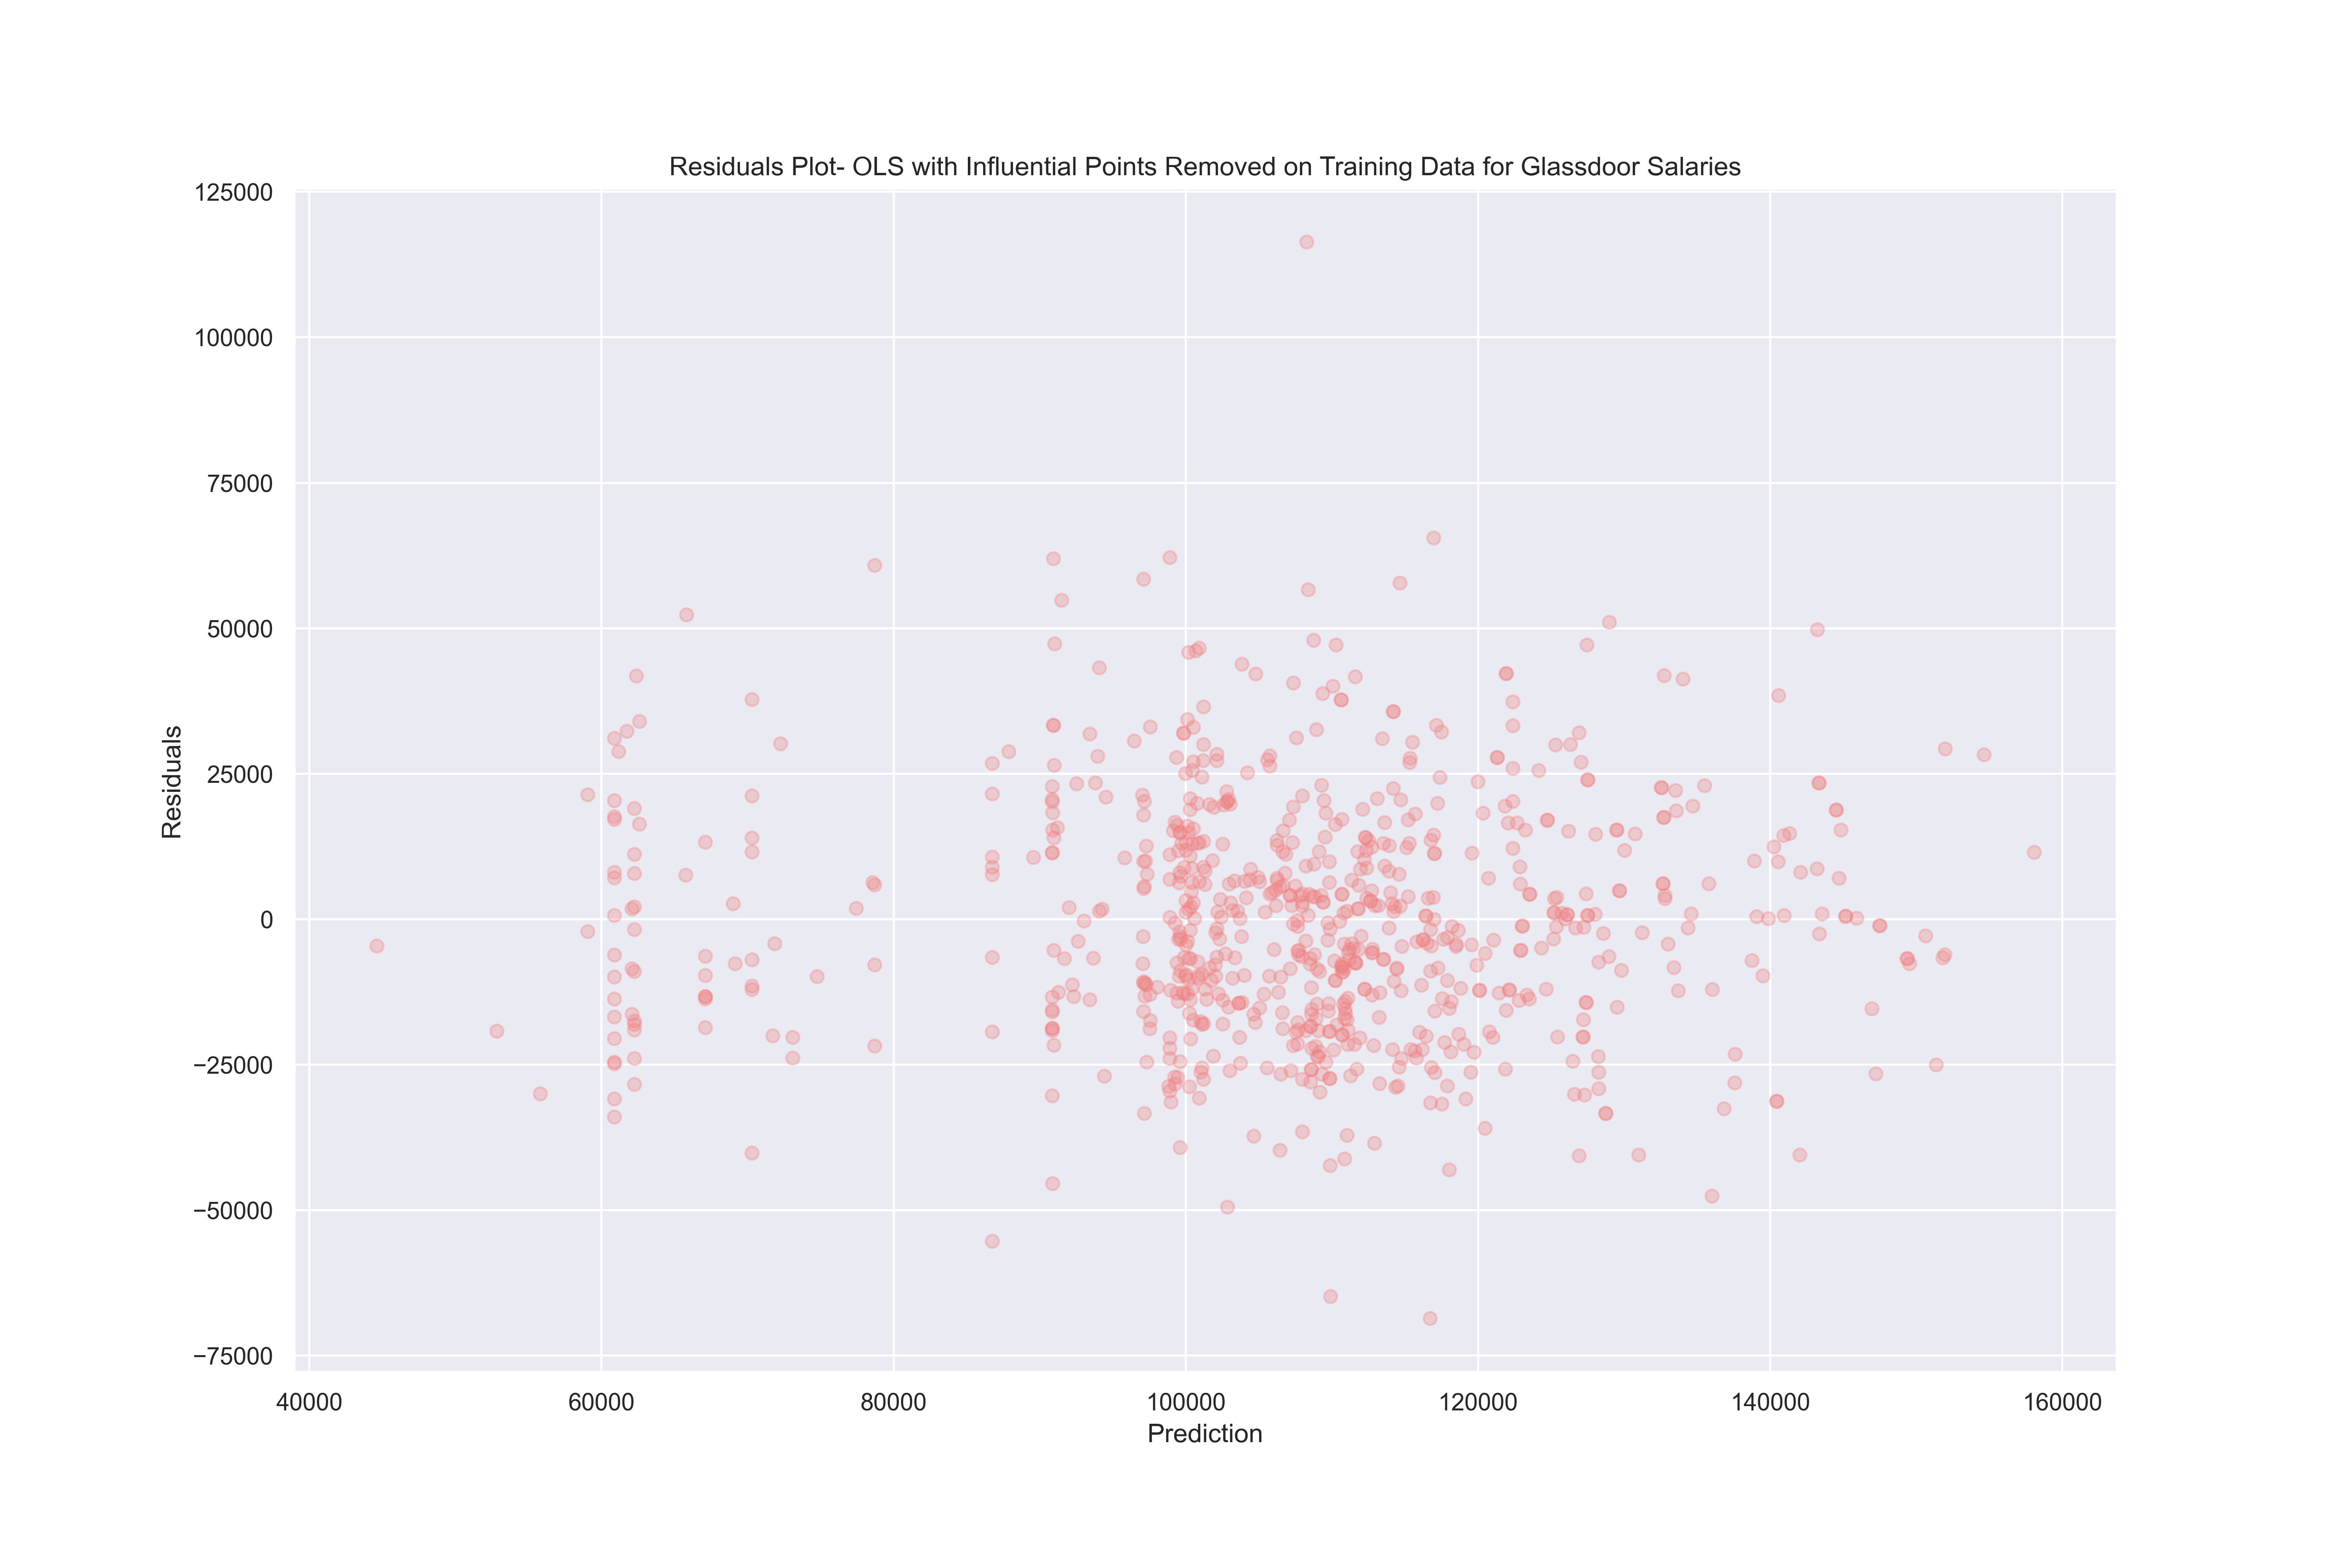 Residuals Plot- OLS with Influential Points Removed on Training Data for Glassdoor Salaries
125000
100000
75000
50000
25000
0
−25000
−50000
−75000
Residuals
40000 60000 80000 100000 120000 140000 160000
Prediction